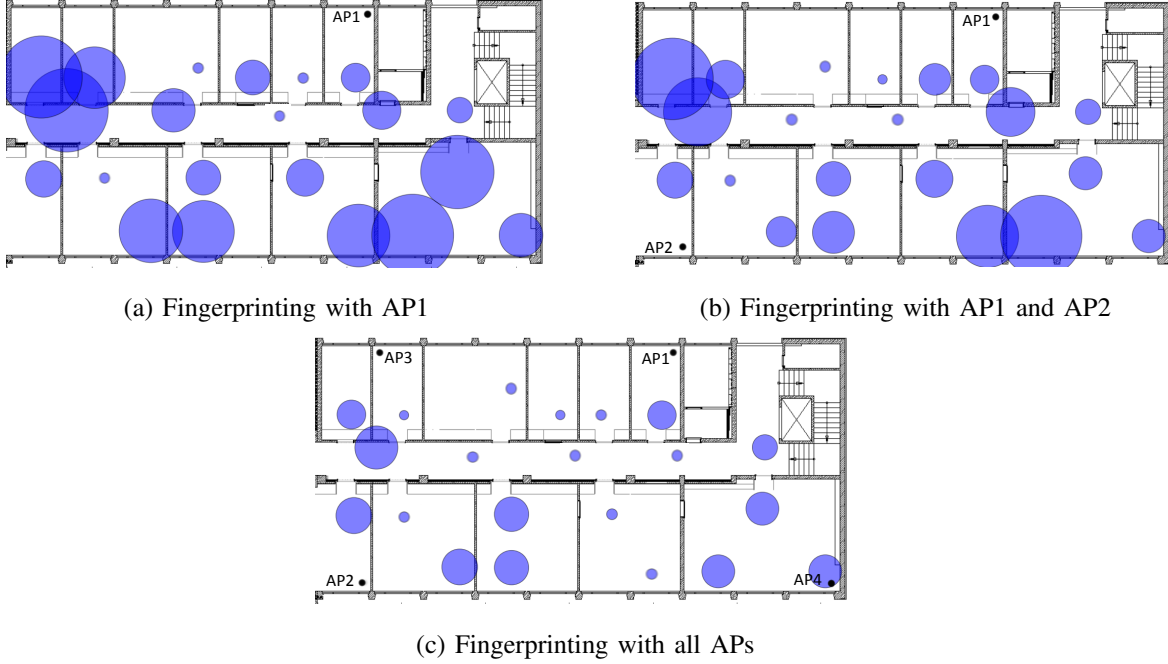 AP1
AP1
AP2
(a) Fingerprinting with AP1
(b) Fingerprinting with AP1 and AP2
AP3
AP1
AP2
AP4
(c) Fingerprinting with all APs